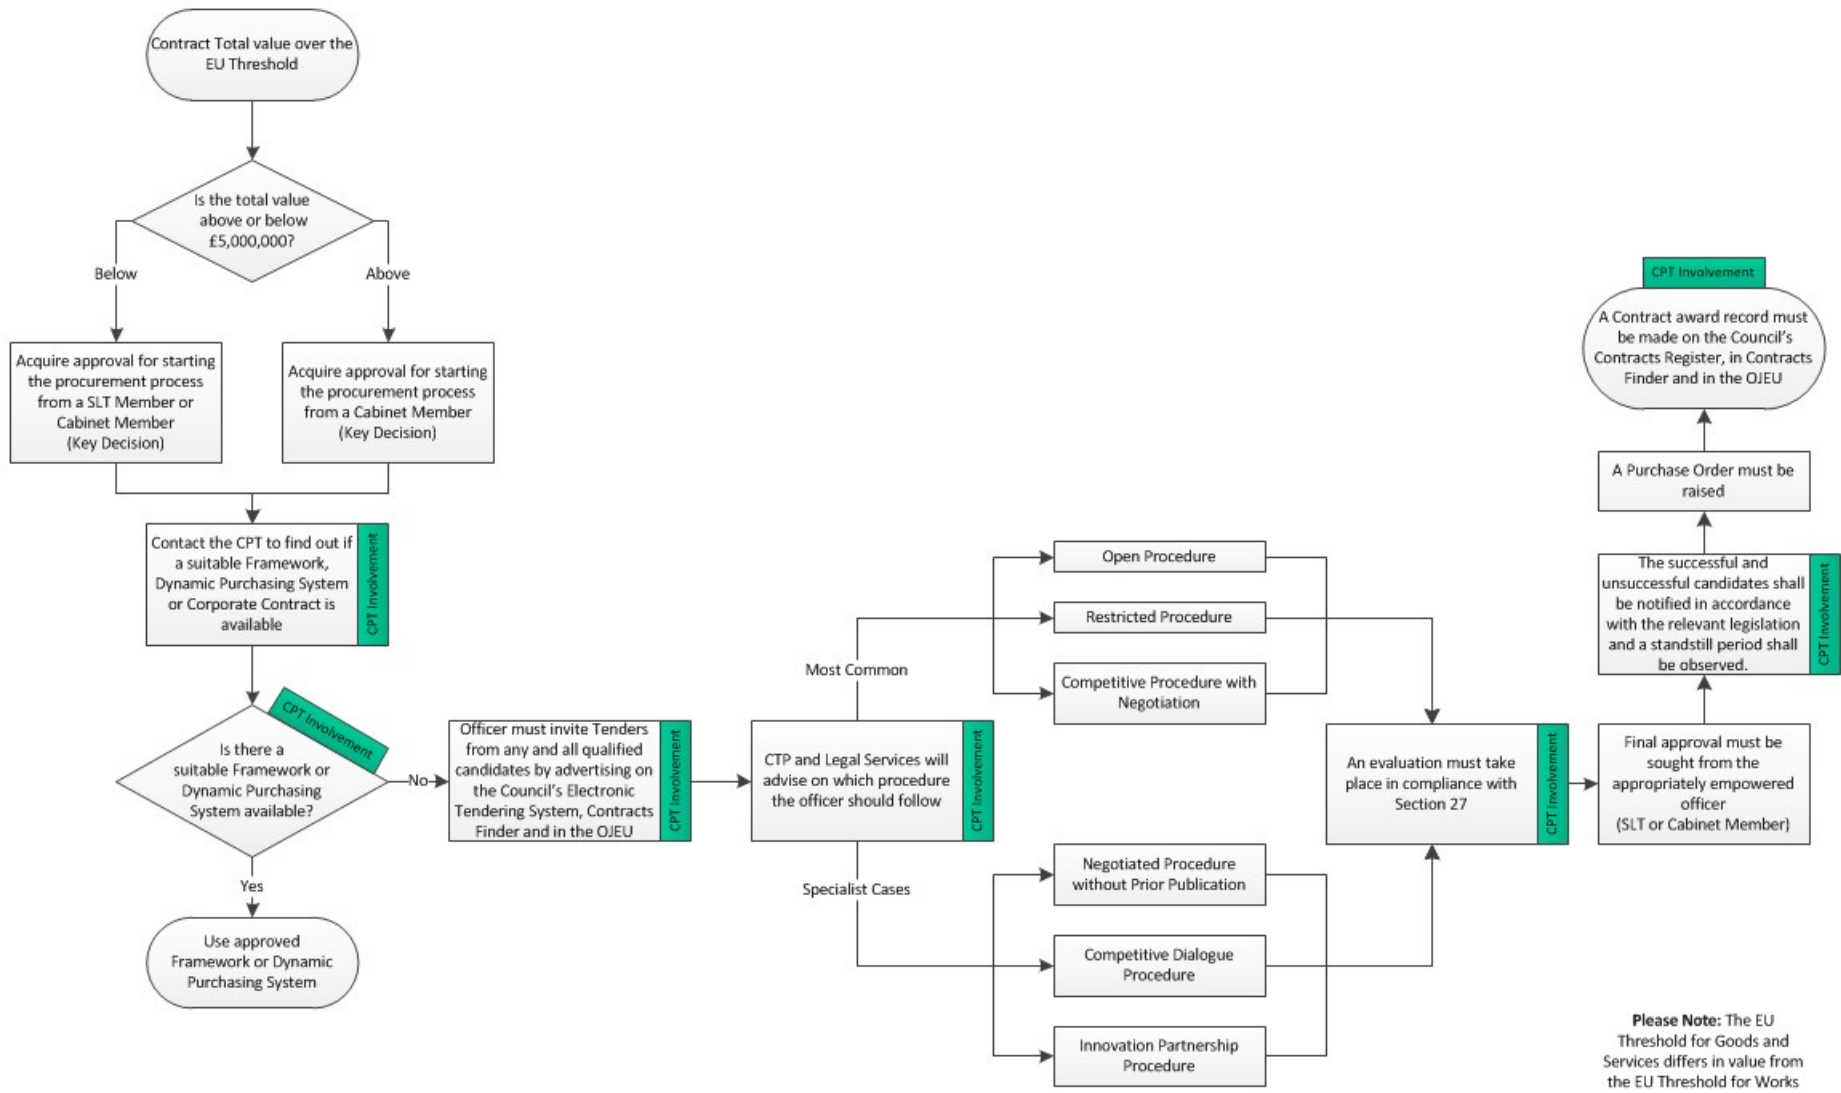 Contract Total value over the
EU Threshold
Is the total value
above or below
£5,000,000?
Below
Above
Acquire approval for starting
the procurement process
from a SLT Member or
Cabinet Member
(Key Decision)
Acquire approval for starting
the procurement process
from a Cabinet Member
(Key Decision)
Contact the CPT to find out if
a suitable Framework,
Dynamic Purchasing System
or Corporate Contract is
available
CPT Involvement
CPT Involvement
Is there a
suitable Framework or
Dynamic Purchasing
System available?
No
Yes
Use approved
Framework or Dynamic
Purchasing System
Officer must invite Tenders
from any and all qualified
candidates by advertising on
the Council's Electronic
Tendering System, Contracts
Finder and in the OJEU
CPT Involvement
CTP and Legal Services will
advise on which procedure
the officer should follow
CPT Involvement
Most Common
Specialist Cases
Open Procedure
Restricted Procedure
Competitive Procedure with
Negotiation
Negotiated Procedure
without Prior Publication
Competitive Dialogue
Procedure
Innovation Partnership
Procedure
An evaluation must take
place in compliance with
Section 27
CPT Involvement
Final approval must be
sought from the
appropriately empowered
officer
(SLT or Cabinet Member)
The successful and
unsuccessful candidates shall
be notified in accordance
with the relevant legislation
and a standstill period shall
be observed.
CPT Involvement
A Purchase Order must be
raised
CPT Involvement
A Contract award record must
be made on the Council's
Contracts Register, in Contracts
Finder and in the OJEU
Please Note: The EU
Threshold for Goods and
Services differs in value from
the EU Threshold for Works